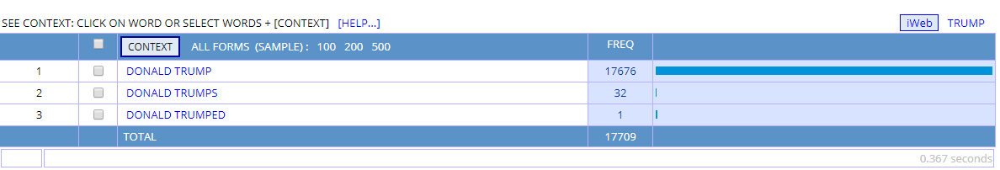 SEE CONTEXT: CLICK ON WORD OR SELECT WORDS + [CONTEXT] [HELP...] iWeb TRUMP
CONTEXT ALL FORMS (SAMPLE) : 100 200 500 FREQ
1 DONALD TRUMP 17676
2 DONALD TRUMPS 32
3 DONALD TRUMPED 1
TOTAL 17709
0.367 seconds